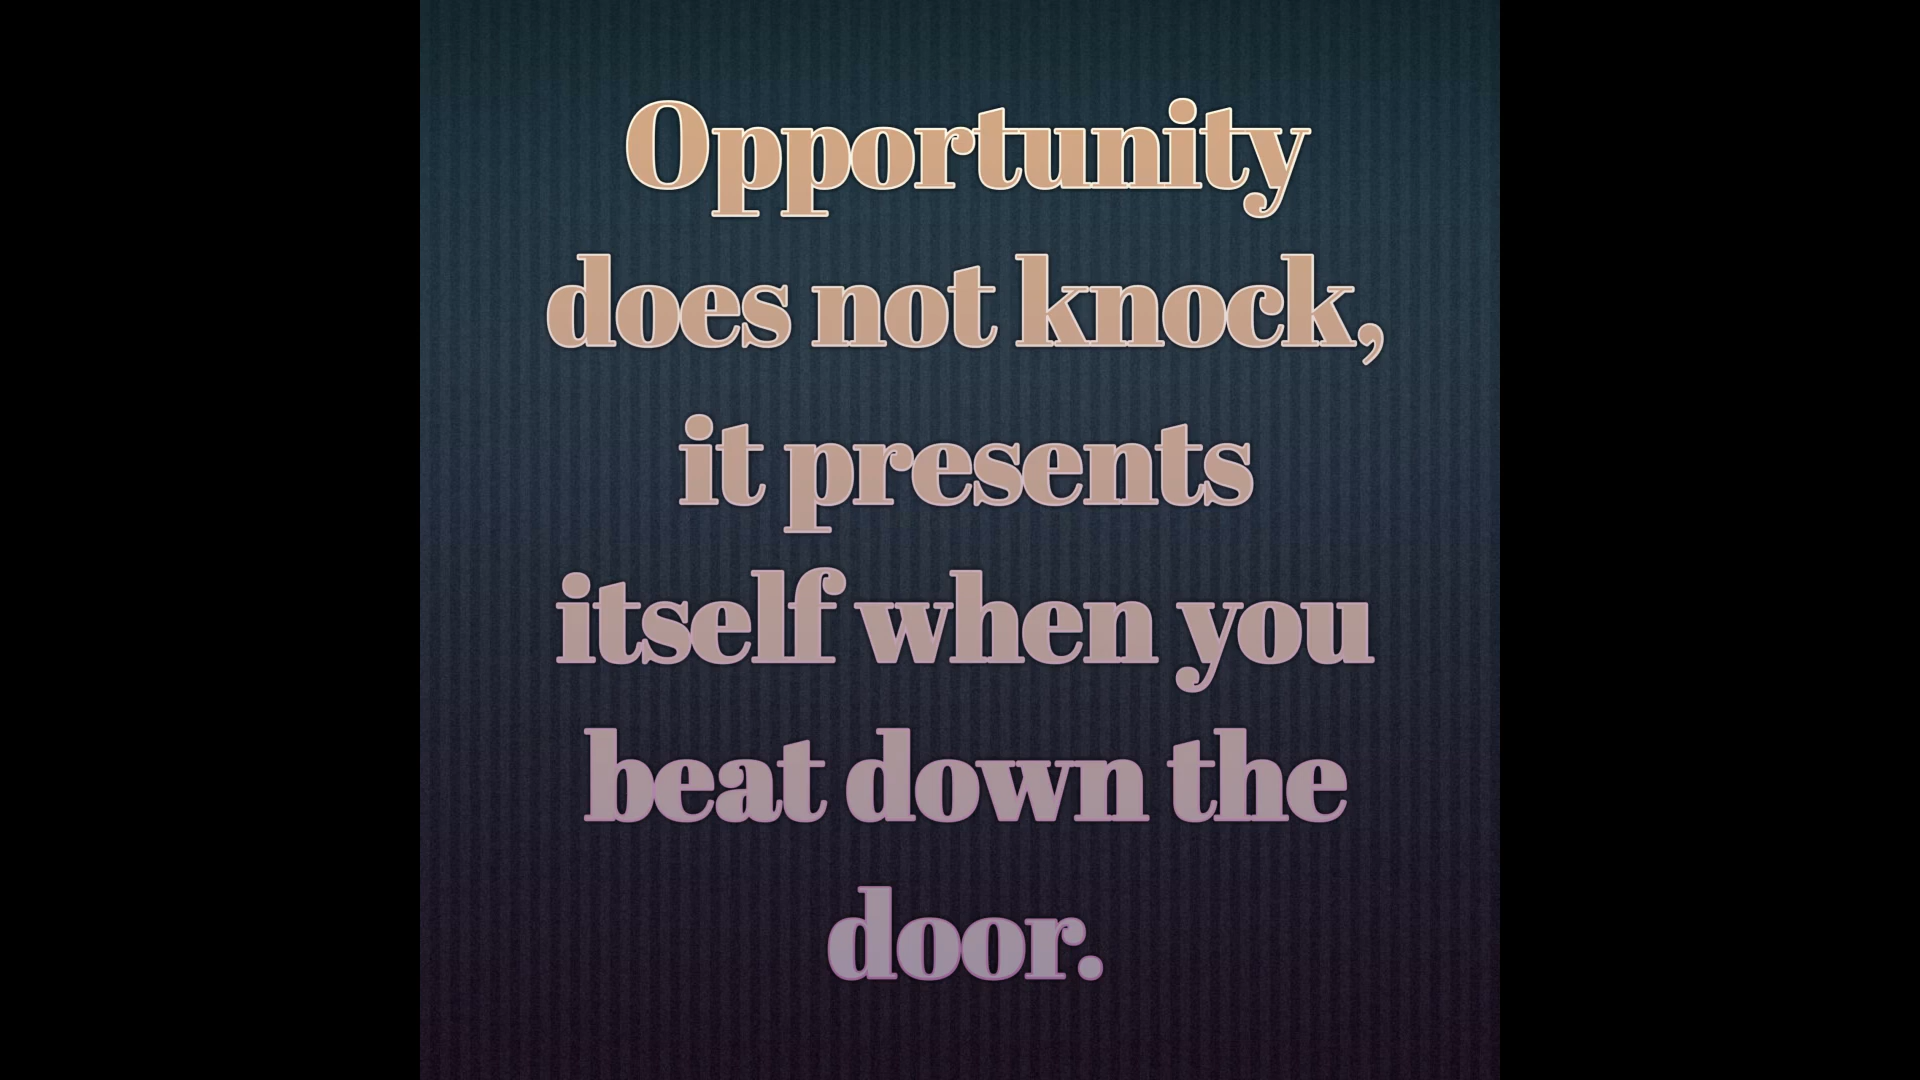 Opportunity
does not knock,
it presents
itself when you
beat down the
door.